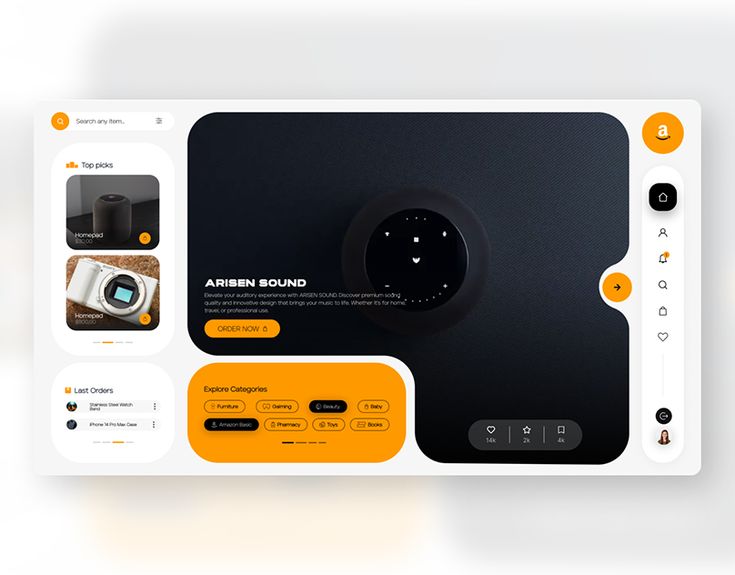 Search any item...
a
Top picks
Homepad
$30,00
Homepad
$800,00
Last Orders
Stainless Steel Watch
Band
iPhone 14 Pro Max Case
ARISEN SOUND
Elevate your auditory experience with ARISEN SOUND. Discover premium sound
quality and innovative design that brings your music to life. Whether it's for home,
travel, or professional use.
ORDER NOW
Explore Categories
Furniture
Gaming
Beauty
Baby
Amazon Basic
Pharmacy
Toys
Books
14k
2k
4k